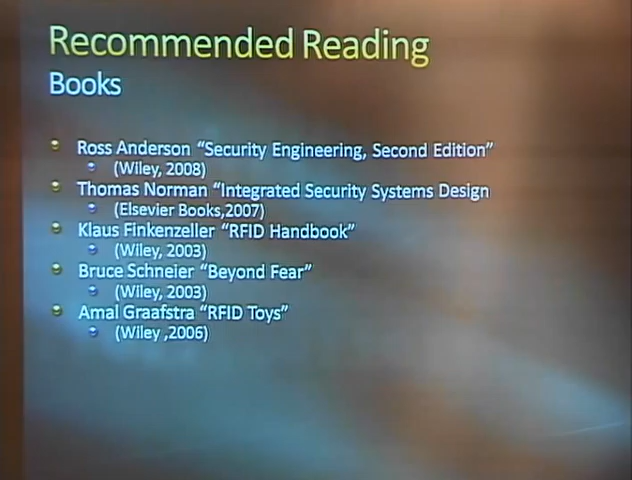 Recommended Reading
Books
Ross Anderson “Security Engineering, Second Edition”
(Wiley, 2008)
Thomas Norman “Integrated Security Systems Design
(Elsevier Books,2007)
Klaus Finkenzeller “RFID Handbook”
(Wiley, 2003)
Bruce Schneier “Beyond Fear”
(Wiley, 2003)
Amal Graafstra “RFID Toys”
(Wiley ,2006)